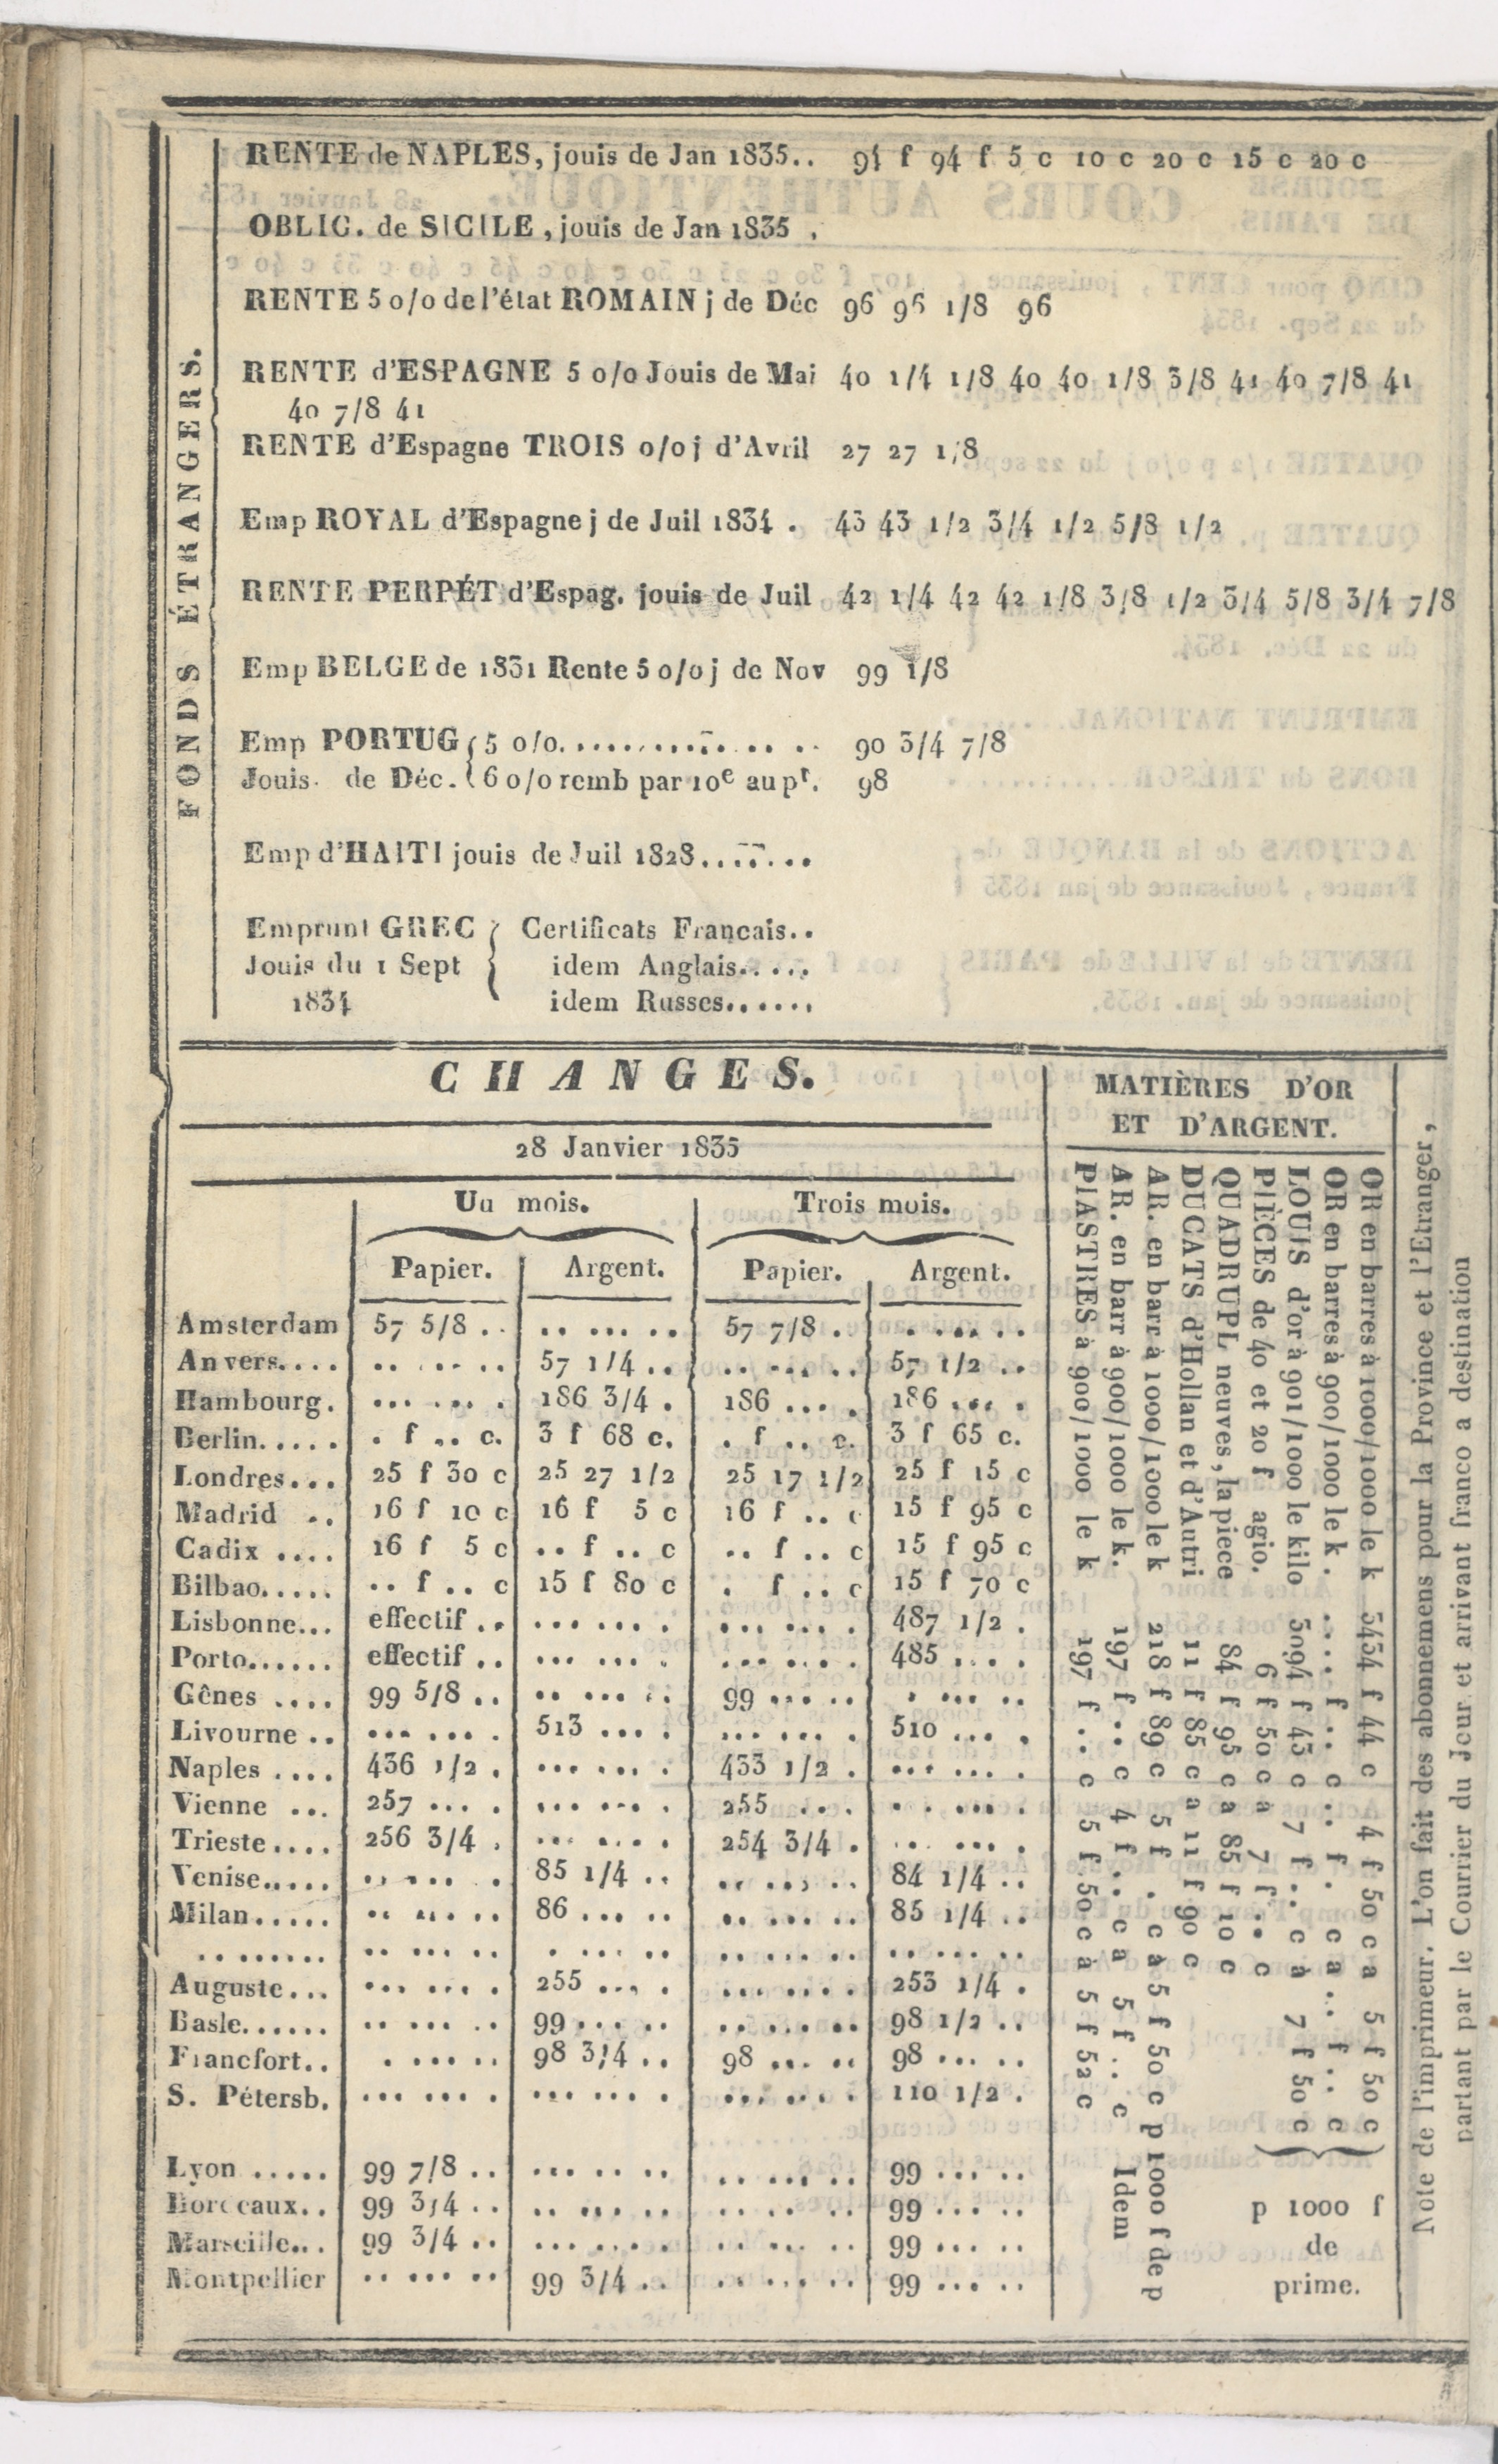 FONDS ÉTRANGERS.
RENTE de NAPLES, jouis de Jan 1835.. 94 f 94 f 5 c 10 c 20 c 15 c 20 c
OBLIG. de SICILE, jouis de Jan 1835 .
RENTE 5 o/o de l'état ROMAIN j de Déc 96 96 1/8 96
RENTE d'ESPAGNE 5 o/o Jouis de Mai 40 1/4 1/8 40 40 1/8 3/8 41 40 7/8 41
40 7/8 41
RENTE d'Espagne TROIS o/o j d'Avril 27 27 1/8
Emp ROYAL d'Espagne j de Juil 1834 . 43 43 1/2 3/4 1/2 5/8 1/2
RENTE PERPÉT d'Espag. jouis de Juil 42 1/4 42 42 1/8 3/8 1/2 3/4 5/8 3/4 7/8
Emp BELGE de 1831 Rente 5 o/o j de Nov 99 1/8
Emp PORTUG { 5 o/o. .................. 90 3/4 7/8
Jouis. de Déc. { 6 o/o remb par 10e au pr. 98
Emp d'HAITI jouis de Juil 1828........
Emprunt GREC { Certificats Francais..
Jouis du 1 Sept { idem Anglais.....
1834 idem Russes......
CHANGES.
28 Janvier 1835
Uu mois. Trois mois.
Papier. Argent. Papier. Argent.
Amsterdam 57 5/8 .. .. ... .. 57 7/8 . . ... ..
Anvers.... .. ... .. 57 1/4 .. .. ... .. 57 1/2 ..
Hambourg. ... ... . 186 3/4 . 186 ... . 186 ... .
Berlin..... . f .. c. 3 f 68 c. . f .. c. 3 f 65 c.
Londres... 25 f 30 c 25 27 1/2 25 17 1/2 25 f 15 c
Madrid .. 16 f 10 c 16 f 5 c 16 f .. c 15 f 95 c
Cadix .... 16 f 5 c .. f .. c .. f .. c 15 f 95 c
Bilbao..... .. f .. c 15 f 80 c . f .. c 15 f 70 c
Lisbonne... effectif .. ... ... . ... ... . 487 1/2 .
Porto...... effectif .. ... ... . ... ... . 485 ... .
Gênes .... 99 5/8 .. .. ... .. 99 ... .. . ... ..
Livourne .. ... ... . 513 ... . ... ... . 510 ... .
Naples .... 436 1/2 . ... ... . 433 1/2 . ... ... .
Vienne ... 257 ... . ... ... . 255 ... . .. ... .
Trieste.... 256 3/4 . ... ... . 254 3/4 . .. ... .
Venise..... .. ... . 85 1/4 .. .. ... .. 84 1/4 ..
Milan..... .. ... .. 86 ... .. .. ... .. 85 1/4 ..
........ .. ... .. . ... .. .. ... .. .. ... ..
Auguste... ... ... . 255 ... . ... ... . 253 1/4 .
Basle...... .. ... .. 99 ... .. .. ... .. 98 1/2 ..
Francfort.. . ... .. 98 3/4 .. 98 ... .. 98 ... ..
S. Pétersb. ... ... . ... ... . ... ... . 110 1/2 .
Lyon ..... 99 7/8 .. ... .. .. .. ... .. 99 ... ..
Bordeaux.. 99 3/4 .. .. ... .. .. ... .. 99 ... ..
Marseille... 99 3/4 .. ... ... . .. ... .. 99 ... ..
Montpellier .. ... .. 99 3/4 .. .. ... .. 99 ... ..
MATIÈRES D'OR
ET D'ARGENT.
OR en barres à 1000/1000 le k 3434 f 44 c 4 f 50 c a 5 f 50 c
OR en barres à 900/1000 le k . .... f .. c .. f . c a .. f .. c
LOUIS d'or à 901/1000 le kilo 3094 f 43 c 7 f .. c à 7 f 50 c
PIÈCES de 40 et 20 f agio. 6 f 50 c a 7 f .. c
QUADRUPL neuves, la piece 84 f 95 c a 85 f 10 c
DUCATS d'Hollan et d'Autri 11 f 85 c a 11 f 90 c
AR. en barr à 1000/1000 le k 218 f 89 c 5 f . c à 5 f 50 c p 1000 f de p
AR. en barr à 900/1000 le k. 197 f .. c 4 f .. c a 5 f .. c Idem
PIASTRES à 900/1000 le k 197 f .. c 5 f 50 c à 5 f 52 c
p 1000 f
de
prime.
Note de l'imprimeur. L'on fait des abonnemens pour la Province et l'Etranger,
partant par le Courrier du Jour et arrivant franco a destination